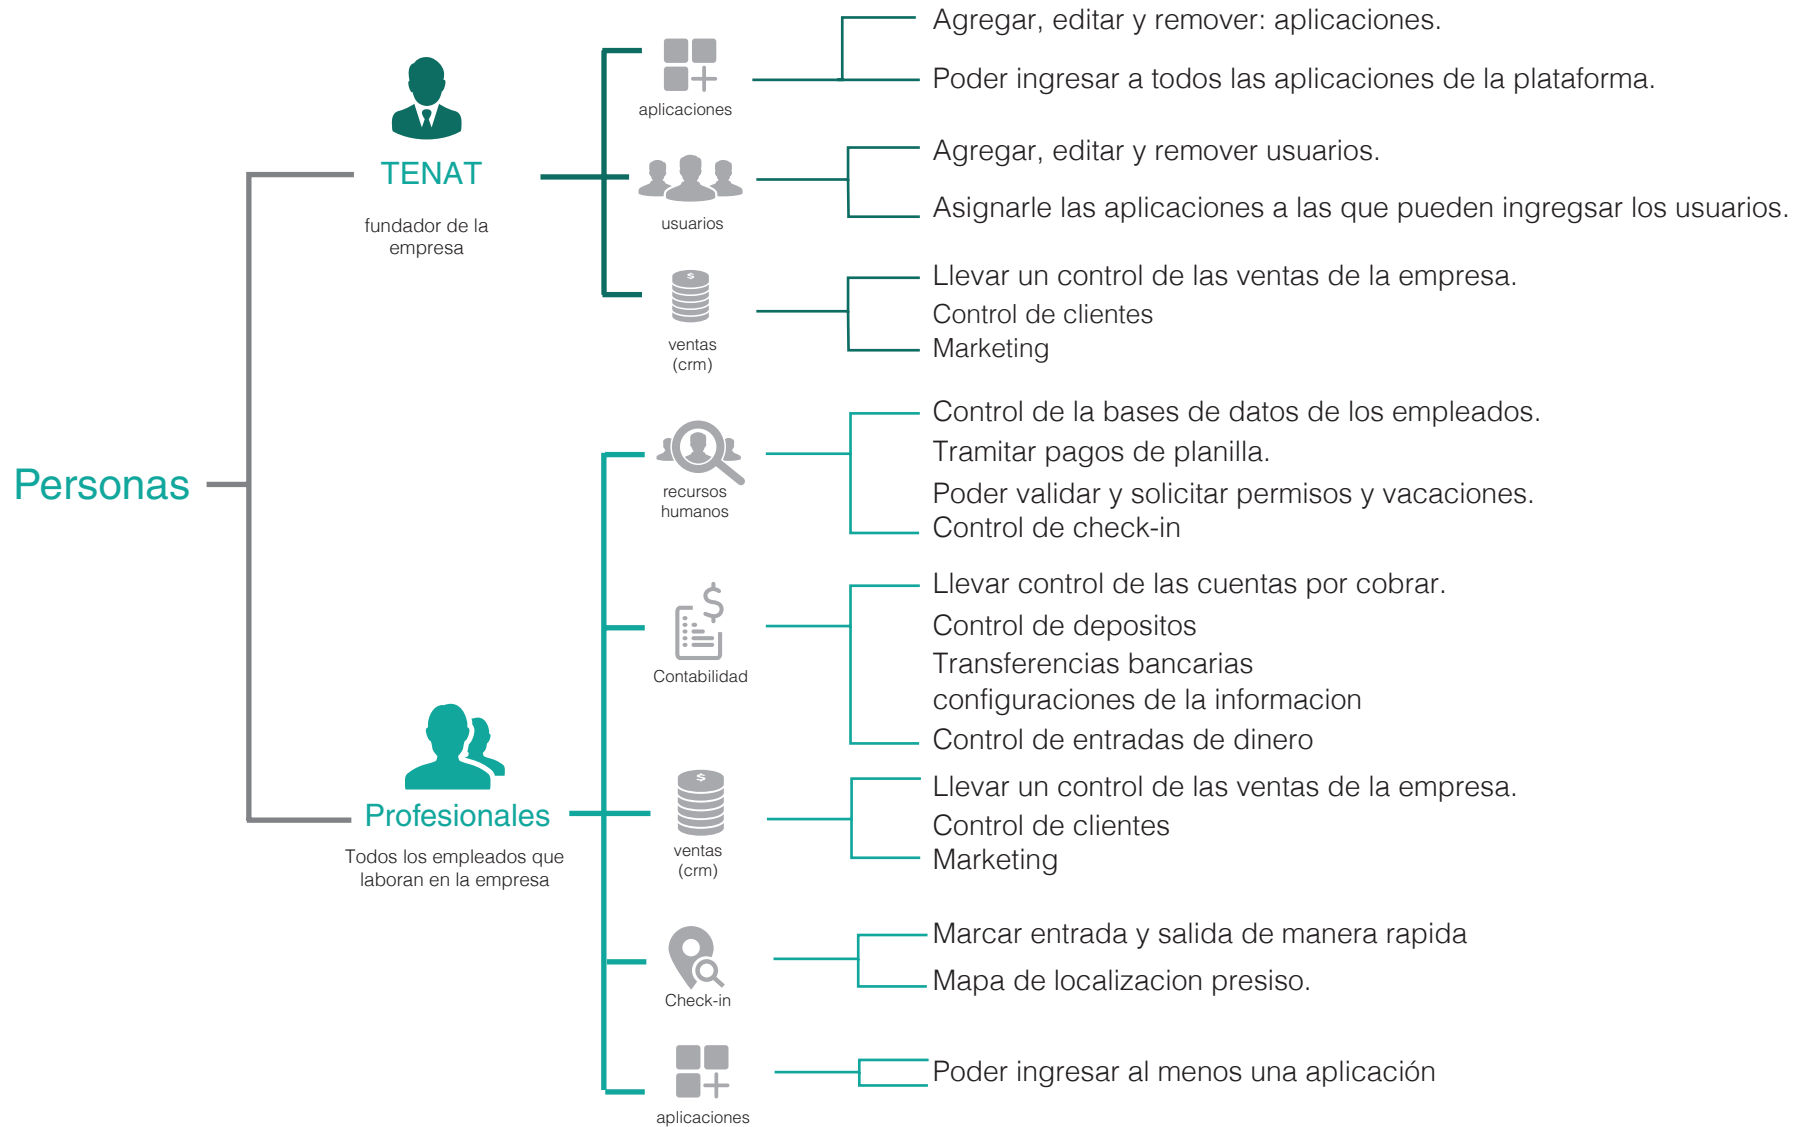 Personas
TENAT
fundador de la
empresa
aplicaciones
Agregar, editar y remover: aplicaciones.
Poder ingresar a todos las aplicaciones de la plataforma.
usuarios
Agregar, editar y remover usuarios.
Asignarle las aplicaciones a las que pueden ingregsar los usuarios.
$
ventas
(crm)
Llevar un control de las ventas de la empresa.
Control de clientes
Marketing
Profesionales
Todos los empleados que
laboran en la empresa
recursos
humanos
Control de la bases de datos de los empleados.
Tramitar pagos de planilla.
Poder validar y solicitar permisos y vacaciones.
Control de check-in
$
Contabilidad
Llevar control de las cuentas por cobrar.
Control de depositos
Transferencias bancarias
configuraciones de la informacion
Control de entradas de dinero
$
ventas
(crm)
Llevar un control de las ventas de la empresa.
Control de clientes
Marketing
Check-in
Marcar entrada y salida de manera rapida
Mapa de localizacion presiso.
aplicaciones
Poder ingresar al menos una aplicación